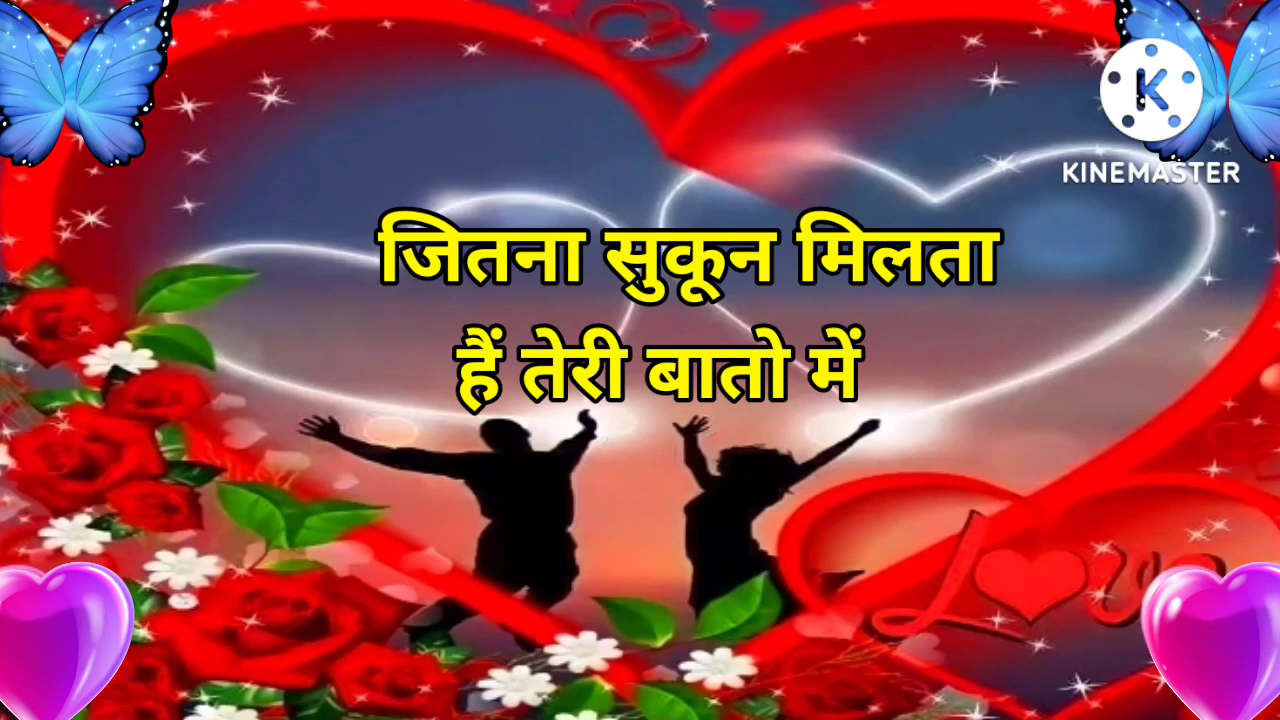 K
KINEMASTER
जितना सुकून मिलता
हैं तेरी बातो में
Love